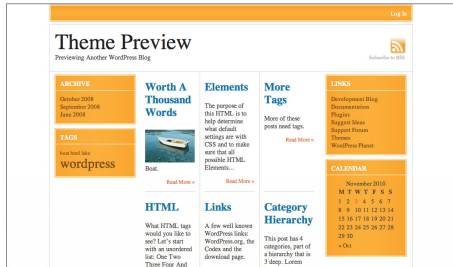 Log In
Theme Preview
Previewing Another WordPress Blog
Subscribe to RSS
ARCHIVE
October 2008
September 2008
June 2008
TAGS
boat html links
wordpress
Worth A
Thousand
Words
Boat.
Read More »
HTML
What HTML tags
would you like to
see? Let's start
with an unordered
list: One Two
Three Four And
Elements
The purpose of
this HTML is to
help determine
what default
settings are with
CSS and to make
sure that all
possible HTML
Elements...
Read More »
Links
A few well known
WordPress links:
WordPress.org, the
Codex and the
download page.
More
Tags
More of these
posts need tags.
Read More »
Category
Hierarchy
This post has 4
categories, part of
a hierarchy that is
3 deep. Lorem
LINKS
Development Blog
Documentation
Plugins
Suggest Ideas
Support Forum
Themes
WordPress Planet
CALENDAR
November 2010
M T W T F S S
1 2 3 4 5 6 7
8 9 10 11 12 13 14
15 16 17 18 19 20 21
22 23 24 25 26 27 28
29 30
« Oct